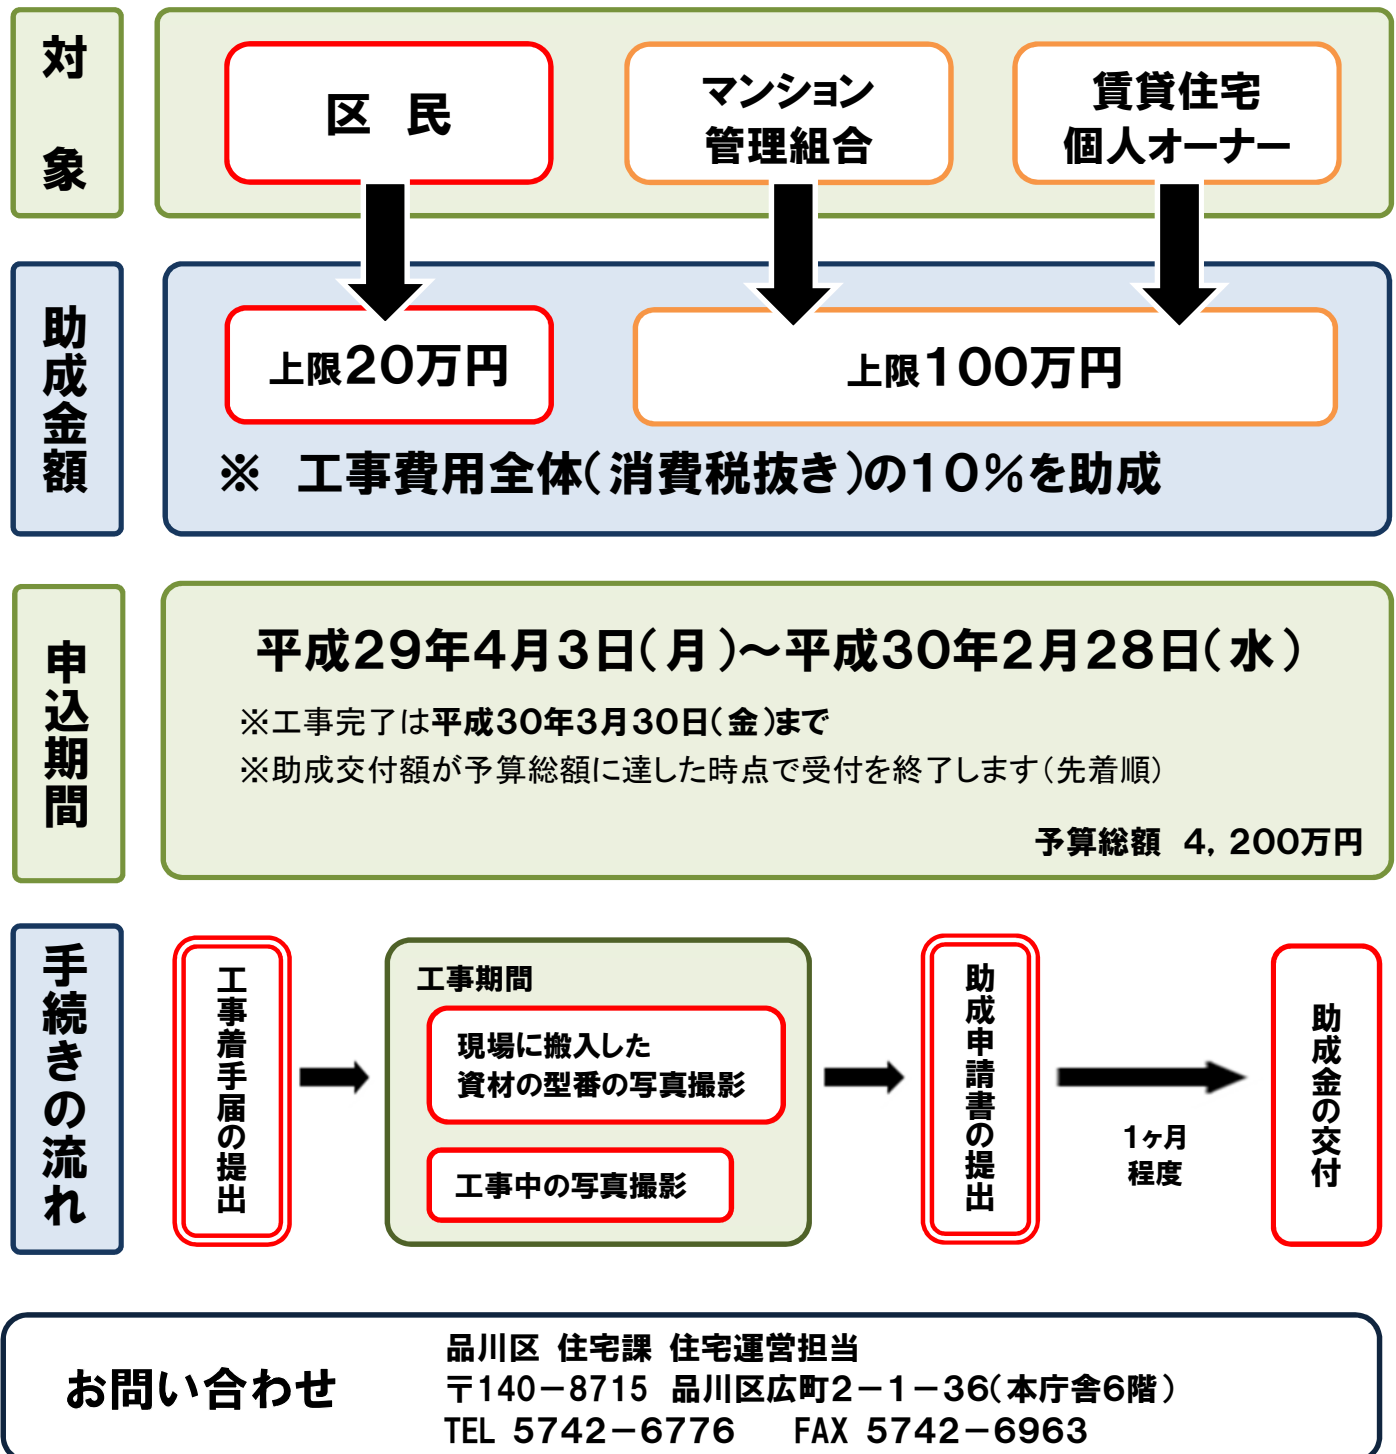 対象
区 民
マンション
管理組合
賃貸住宅
個人オーナー
助成金額
上限20万円
上限100万円
※ 工事費用全体(消費税抜き)の10%を助成
申込期間
平成29年4月3日(月)~平成30年2月28日(水)
※工事完了は平成30年3月30日(金)まで
※助成交付額が予算総額に達した時点で受付を終了します(先着順)
予算総額 4,200万円
手続きの流れ
工事着手届の提出
工事期間
現場に搬入した
資材の型番の写真撮影
工事中の写真撮影
助成申請書の提出
1ヶ月
程度
助成金の交付
お問い合わせ
品川区 住宅課 住宅運営担当
〒140-8715 品川区広町2-1-36(本庁舎6階)
TEL 5742-6776 FAX 5742-6963